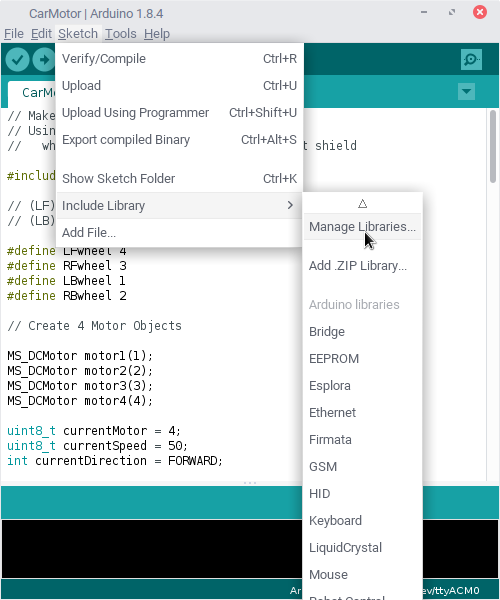 CarMotor | Arduino 1.8.4
File Edit Sketch Tools Help
Verify/Compile Ctrl+R
Upload Ctrl+U
Upload Using Programmer Ctrl+Shift+U
Export compiled Binary Ctrl+Alt+S
Show Sketch Folder Ctrl+K
Include Library
Add File...
Manage Libraries...
Add .ZIP Library...
Arduino libraries
Bridge
EEPROM
Esplora
Ethernet
Firmata
GSM
HID
Keyboard
LiquidCrystal
Mouse
Robot Control
// Make
// Usin
// wh t shield
#includ
// (LF)
// (LB)
#define LFwheel 4
#define RFwheel 3
#define LBwheel 1
#define RBwheel 2
// Create 4 Motor Objects
MS_DCMotor motor1(1);
MS_DCMotor motor2(2);
MS_DCMotor motor3(3);
MS_DCMotor motor4(4);
uint8_t currentMotor = 4;
uint8_t currentSpeed = 50;
int currentDirection = FORWARD;
Ar ev/ttyACM0